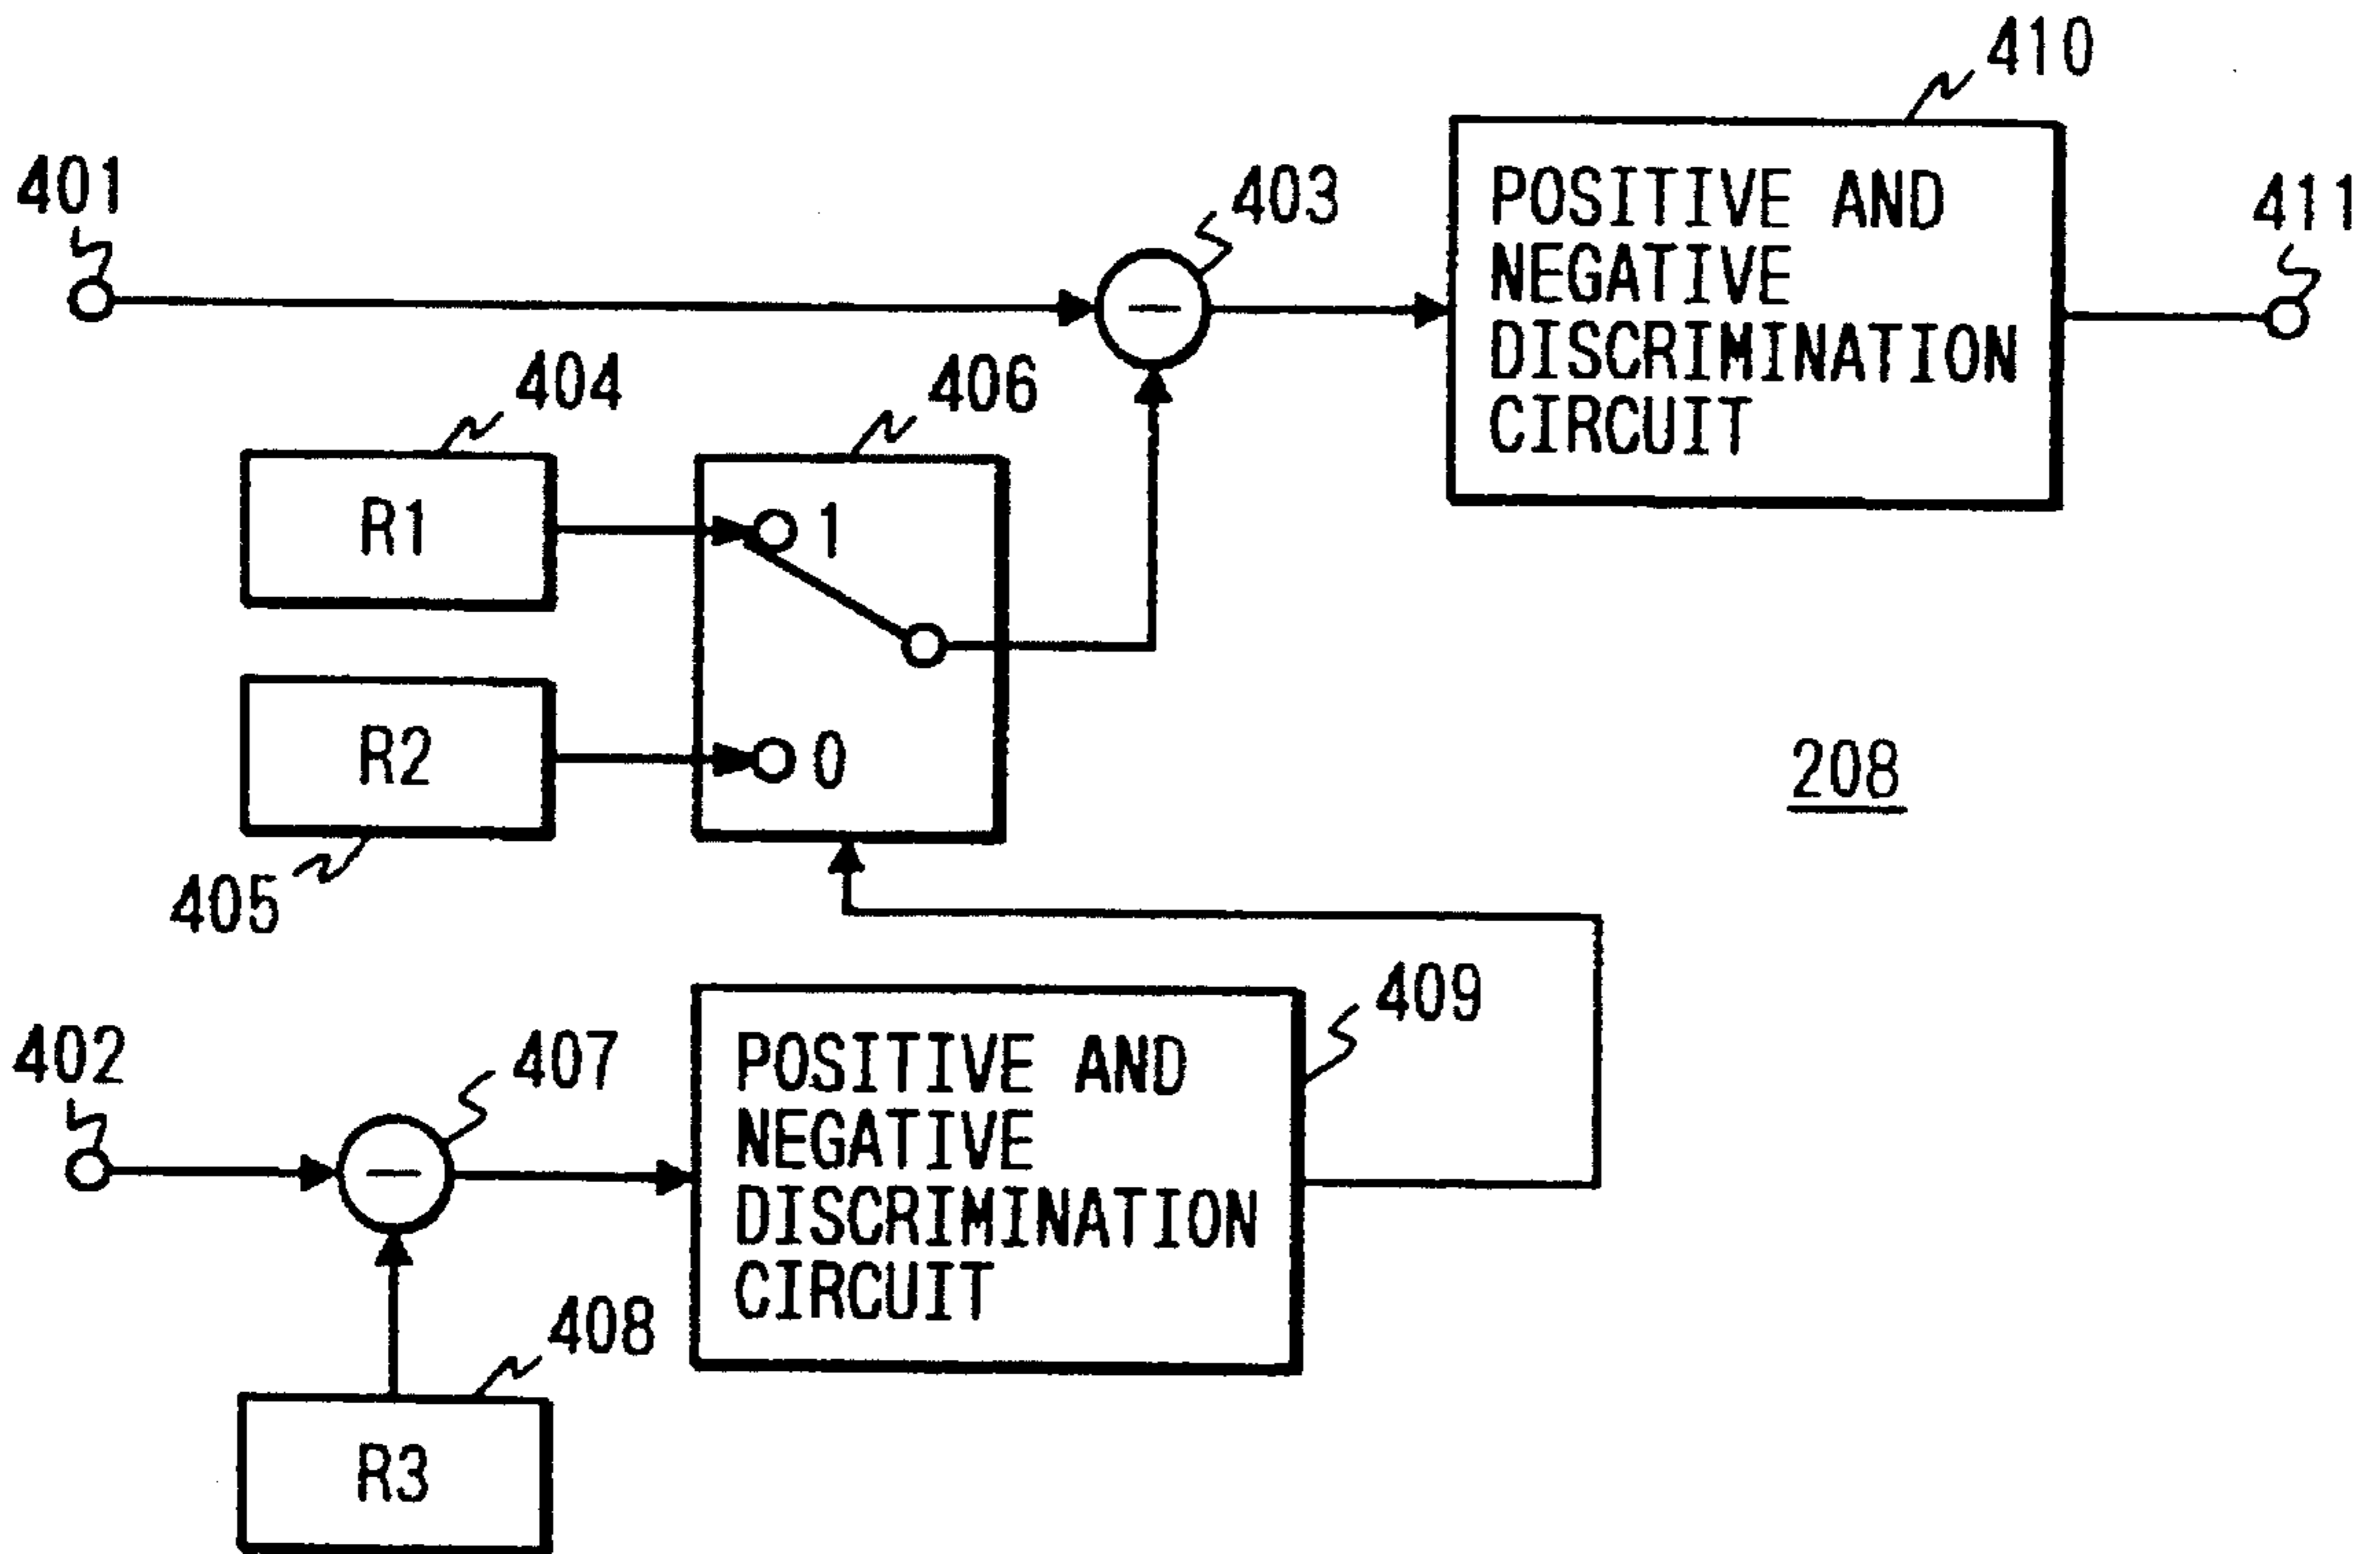 410
401
403
411
POSITIVE AND
NEGATIVE
DISCRIMINATION
CIRCUIT
404
406
R1
1
R2
0
208
405
409
402
407
POSITIVE AND
NEGATIVE
DISCRIMINATION
CIRCUIT
408
R3